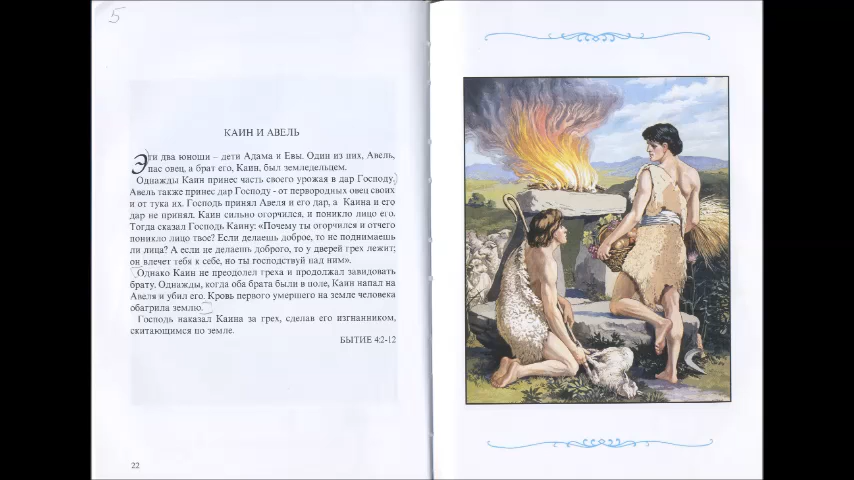 5
КАИН И АВЕЛЬ
Эти два юноши – дети Адама и Евы. Один из них, Авель,
пас овец, а брат его, Каин, был земледельцем.
Однажды Каин принес часть своего урожая в дар Господу.
Авель также принес дар Господу - от первородных овец своих
и от тука их. Господь принял Авеля и его дар, а Каина и его
дар не принял. Каин сильно огорчился, и поникло лицо его.
Тогда сказал Господь Каину: «Почему ты огорчился и отчего
поникло лицо твое? Если делаешь доброе, то не поднимаешь
ли лица? А если не делаешь доброго, то у дверей грех лежит;
он влечет тебя к себе, но ты господствуй над ним».
Однако Каин не преодолел греха и продолжал завидовать
брату. Однажды, когда оба брата были в поле, Каин напал на
Авеля и убил его. Кровь первого умершего на земле человека
обагрила землю.
Господь наказал Каина за грех, сделав его изгнанником,
скитающимся по земле.
БЫТИЕ 4:2-12
22